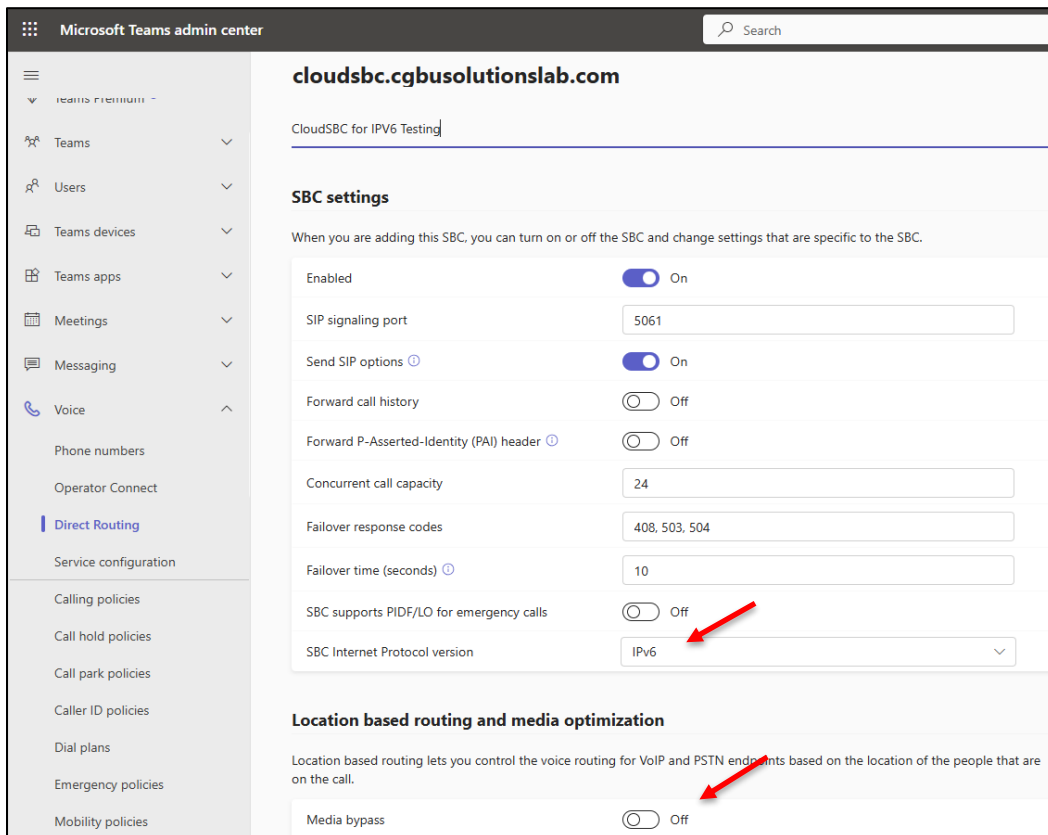 Microsoft Teams admin center
Search
Teams Premium
Teams
Users
Teams devices
Teams apps
Meetings
Messaging
Voice
Phone numbers
Operator Connect
Direct Routing
Service configuration
Calling policies
Call hold policies
Call park policies
Caller ID policies
Dial plans
Emergency policies
Mobility policies
cloudsbc.cgbusolutionslab.com
CloudSBC for IPV6 Testing
SBC settings
When you are adding this SBC, you can turn on or off the SBC and change settings that are specific to the SBC.
Enabled On
SIP signaling port 5061
Send SIP options On
Forward call history Off
Forward P-Asserted-Identity (PAI) header Off
Concurrent call capacity 24
Failover response codes 408, 503, 504
Failover time (seconds) 10
SBC supports PIDF/LO for emergency calls Off
SBC Internet Protocol version IPv6
Location based routing and media optimization
Location based routing lets you control the voice routing for VoIP and PSTN endpoints based on the location of the people that are
on the call.
Media bypass Off